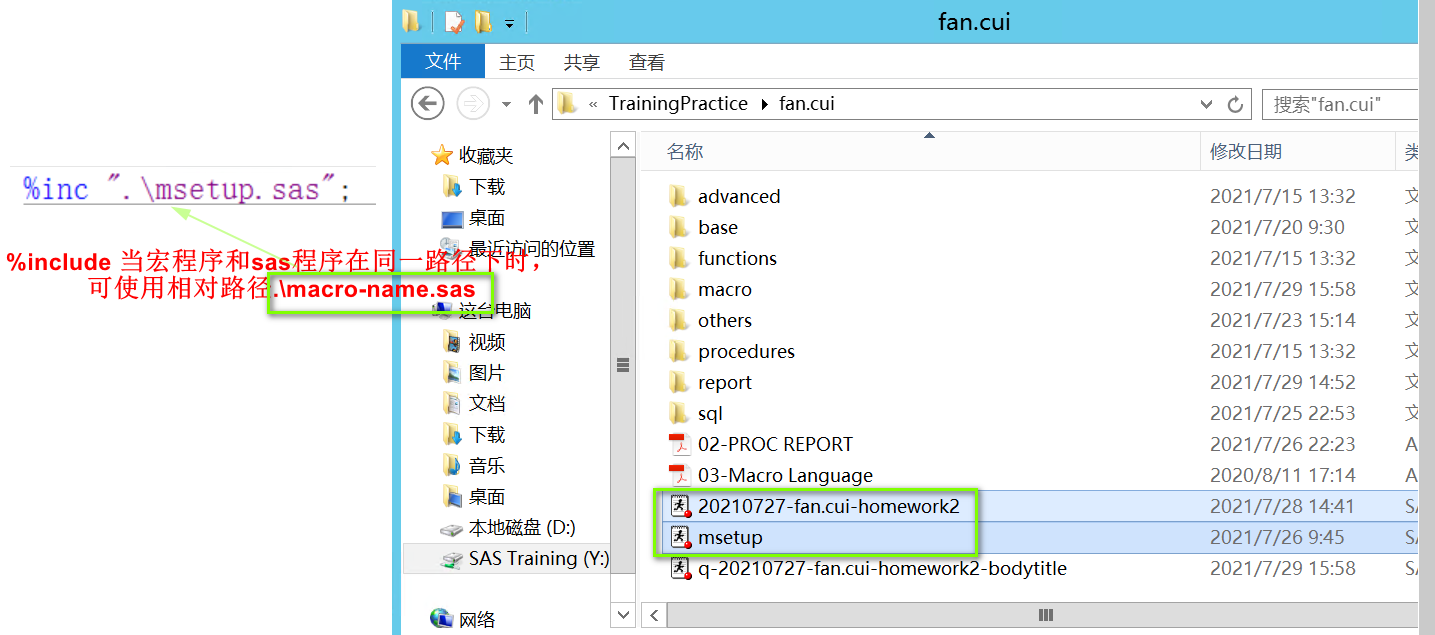 fan.cui
文件 主页 共享 查看
« TrainingPractice fan.cui 搜索"fan.cui"
%inc ".\msetup.sas";
%include 当宏程序和sas程序在同一路径下时，
可使用相对路径.\macro-name.sas
收藏夹
下载
桌面
最近访问的位置
这台电脑
视频
图片
文档
下载
音乐
桌面
本地磁盘 (D:)
SAS Training (Y:)
网络
名称 修改日期 类
advanced 2021/7/15 13:32 文
base 2021/7/20 9:30 文
functions 2021/7/15 13:32 文
macro 2021/7/29 15:58 文
others 2021/7/23 15:14 文
procedures 2021/7/15 13:32 文
report 2021/7/29 14:52 文
sql 2021/7/25 22:53 文
02-PROC REPORT 2021/7/26 22:23 A
03-Macro Language 2020/8/11 17:14 A
20210727-fan.cui-homework2 2021/7/28 14:41 SA
msetup 2021/7/26 9:45 SA
q-20210727-fan.cui-homework2-bodytitle 2021/7/29 15:58 SA